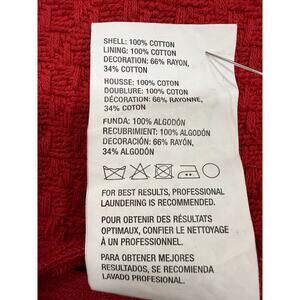 SHELL: 100% COTTON
LINING: 100% COTTON
DECORATION: 66% RAYON,
34% COTTON
HOUSSE: 100% COTON
DOUBLURE: 100% COTON
DÉCORATION: 66% RAYONNE,
34% COTON
FUNDA: 100% ALGODÓN
RECUBRIMIENT: 100% ALGODÓN
DECORACIÓN: 66% RAYÓN,
34% ALGODÓN
FOR BEST RESULTS, PROFESSIONAL
LAUNDERING IS RECOMMENDED.
POUR OBTENIR DES RÉSULTATS
OPTIMAUX, CONFIER LE NETTOYAGE
À UN PROFESSIONNEL.
PARA OBTENER MEJORES
RESULTADOS, SE RECOMIENDA
LAVADO PROFESIONAL.